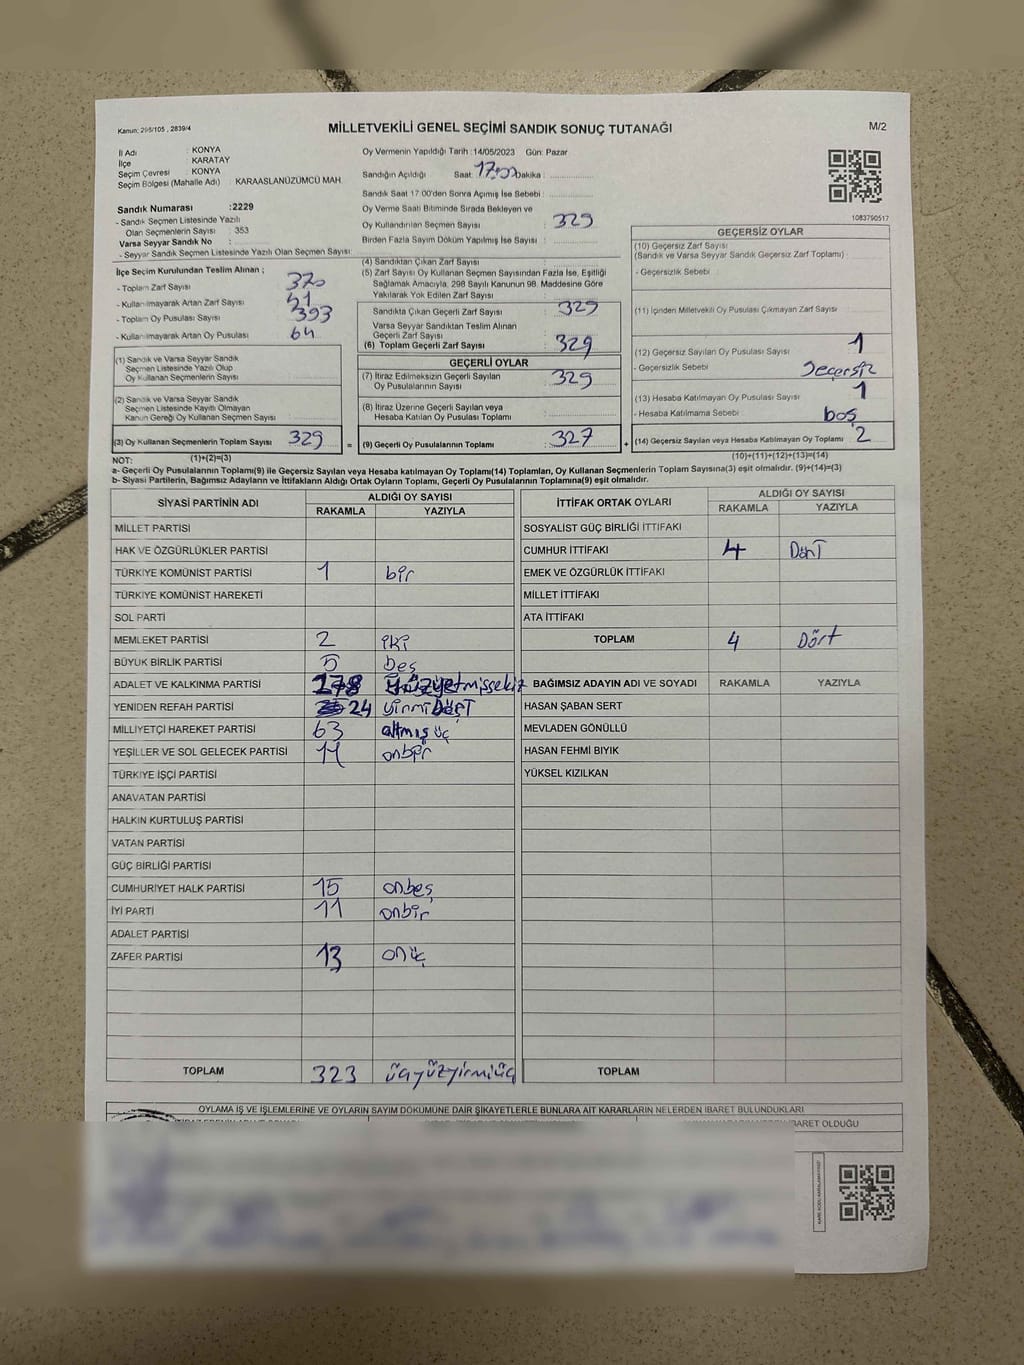 Kanun: 298/105 , 2839/4
MİLLETVEKİLİ GENEL SEÇİMİ SANDIK SONUÇ TUTANAĞI
M/2
İl Adı : KONYA
İlçe : KARATAY
Seçim Çevresi : KONYA
Seçim Bölgesi (Mahalle Adı) : KARAASLANÜZÜMCÜ MAH.
Sandık Numarası :2229
- Sandık Seçmen Listesinde Yazılı
Olan Seçmenlerin Sayısı : 353
Varsa Seyyar Sandık No :
- Seyyar Sandık Seçmen Listesinde Yazılı Olan Seçmen Sayısı:
İlçe Seçim Kurulundan Teslim Alınan ;
- Toplam Zarf Sayısı : 370
- Kullanılmayarak Artan Zarf Sayısı : 41
- Toplam Oy Pusulası Sayısı : 393
- Kullanılmayarak Artan Oy Pusulası : 64
(1) Sandık ve Varsa Seyyar Sandık
Seçmen Listesinde Yazılı Olup
Oy Kullanan Seçmenlerin Sayısı
(2) Sandık ve Varsa Seyyar Sandık
Seçmen Listesinde Kayıtlı Olmayan
Kanun Gereği Oy Kullanan Seçmen Sayısı :
(3) Oy Kullanan Seçmenlerin Toplam Sayısı 329
Oy Vermenin Yapıldığı Tarih :14/05/2023 Gün: Pazar
Sandığın Açıldığı Saat: 17:00 Dakika :
Sandık Saat 17:00'den Sonra Açılmış İse Sebebi :
Oy Verme Saati Bitiminde Sırada Bekleyen ve
Oy Kullandırılan Seçmen Sayısı : 329
Birden Fazla Sayım Döküm Yapılmış İse Sayısı :
(4) Sandıktan Çıkan Zarf Sayısı :
(5) Zarf Sayısı Oy Kullanan Seçmen Sayısından Fazla İse, Eşitliği
Sağlamak Amacıyla, 298 Sayılı Kanunun 98. Maddesine Göre
Yakılarak Yok Edilen Zarf Sayısı :
Sandıkta Çıkan Geçerli Zarf Sayısı : 329
Varsa Seyyar Sandıktan Teslim Alınan
Geçerli Zarf Sayısı :
(6) Toplam Geçerli Zarf Sayısı : 329
GEÇERLİ OYLAR
(7) İtiraz Edilmeksizin Geçerli Sayılan
Oy Pusulalarının Sayısı : 329
(8) İtiraz Üzerine Geçerli Sayılan veya
Hesaba Katılan Oy Pusulası Toplamı :
= (9) Geçerli Oy Pusulalarının Toplamı : 327
1083790517
GEÇERSİZ OYLAR
(10) Geçersiz Zarf Sayısı
(Sandık ve Varsa Seyyar Sandık Geçersiz Zarf Toplamı) :
- Geçersizlik Sebebi :
(11) İçinden Milletvekili Oy Pusulası Çıkmayan Zarf Sayısı
(12) Geçersiz Sayılan Oy Pusulası Sayısı : 1
- Geçersizlik Sebebi : Geçersiz
(13) Hesaba Katılmayan Oy Pusulası Sayısı : 1
- Hesaba Katılmama Sebebi : boş
+ (14) Geçersiz Sayılan veya Hesaba Katılmayan Oy Toplamı : 2
NOT: (1)+(2)=(3)
(10)+(11)+(12)+(13)=(14)
a- Geçerli Oy Pusulalarının Toplamı(9) ile Geçersiz Sayılan veya Hesaba katılmayan Oy Toplamı(14) Toplamları, Oy Kullanan Seçmenlerin Toplam Sayısına(3) eşit olmalıdır. (9)+(14)=(3)
b- Siyasi Partilerin, Bağımsız Adayların ve İttifakların Aldığı Ortak Oyların Toplamı, Geçerli Oy Pusulalarının Toplamına(9) eşit olmalıdır.
SİYASİ PARTİNİN ADI ALDIĞI OY SAYISI
RAKAMLA YAZIYLA
MİLLET PARTİSİ
HAK VE ÖZGÜRLÜKLER PARTİSİ
TÜRKİYE KOMÜNİST PARTİSİ 1 bir
TÜRKİYE KOMÜNİST HAREKETİ
SOL PARTİ
MEMLEKET PARTİSİ 2 iki
BÜYÜK BİRLİK PARTİSİ 5 beş
ADALET VE KALKINMA PARTİSİ 178 yüzyetmişsekiz
YENİDEN REFAH PARTİSİ 24 yirmiDÖRT
MİLLİYETÇİ HAREKET PARTİSİ 63 altmış üç
YEŞİLLER VE SOL GELECEK PARTİSİ 11 onbir
TÜRKİYE İŞÇİ PARTİSİ
ANAVATAN PARTİSİ
HALKIN KURTULUŞ PARTİSİ
VATAN PARTİSİ
GÜÇ BİRLİĞİ PARTİSİ
CUMHURİYET HALK PARTİSİ 15 onbeş
İYİ PARTİ 11 onbir
ADALET PARTİSİ
ZAFER PARTİSİ 13 onüç
TOPLAM 323 üçyüzyirmiüç
İTTİFAK ORTAK OYLARI ALDIĞI OY SAYISI
RAKAMLA YAZIYLA
SOSYALİST GÜÇ BİRLİĞİ İTTİFAKI
CUMHUR İTTİFAKI 4 Dört
EMEK VE ÖZGÜRLÜK İTTİFAKI
MİLLET İTTİFAKI
ATA İTTİFAKI
TOPLAM 4 Dört
BAĞIMSIZ ADAYIN ADI VE SOYADI RAKAMLA YAZIYLA
HASAN ŞABAN SERT
MEVLADEN GÖNÜLLÜ
HASAN FEHMİ BIYIK
YÜKSEL KIZILKAN
TOPLAM
OYLAMA İŞ VE İŞLEMLERİNE VE OYLARIN SAYIM DÖKÜMÜNE DAİR ŞİKAYETLERLE BUNLARA AİT KARARLARIN NELERDEN İBARET BULUNDUKLARI
İBARET OLDUĞU